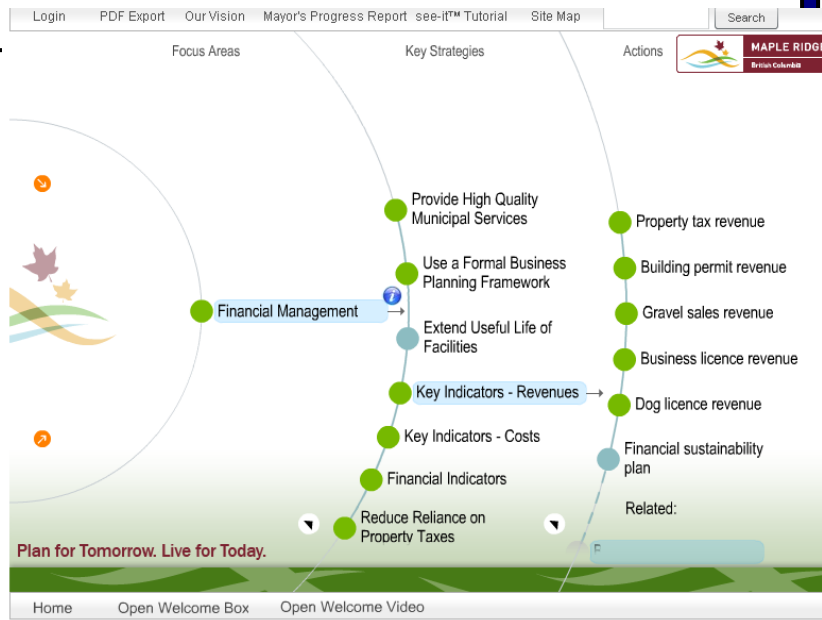 Login PDF Export Our Vision Mayor's Progress Report see-it™ Tutorial Site Map Search
Focus Areas Key Strategies Actions
MAPLE RIDGE
British Columbia
Provide High Quality
Municipal Services
Use a Formal Business
Planning Framework
Financial Management
Extend Useful Life of
Facilities
Key Indicators - Revenues
Key Indicators - Costs
Financial Indicators
Reduce Reliance on
Property Taxes
Property tax revenue
Building permit revenue
Gravel sales revenue
Business licence revenue
Dog licence revenue
Financial sustainability
plan
Related:
Plan for Tomorrow. Live for Today.
Home Open Welcome Box Open Welcome Video